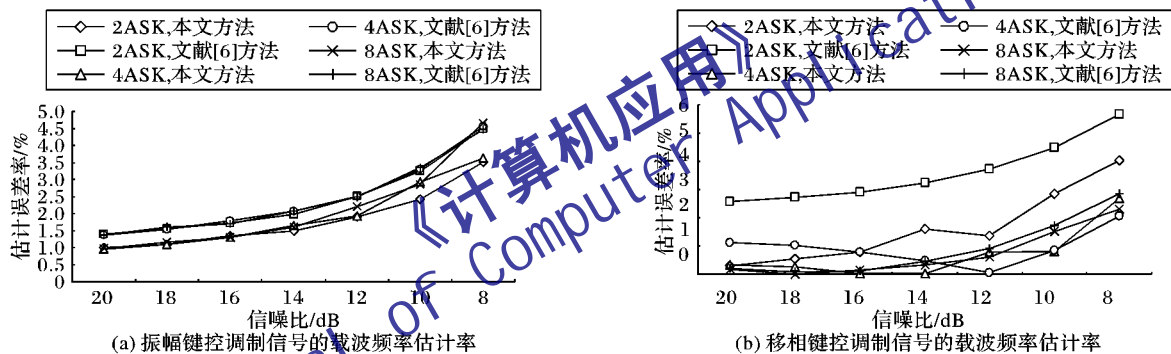 2ASK,本文方法
4ASK,文献[6]方法
2ASK,文献[6]方法
8ASK,本文方法
4ASK,本文方法
8ASK,文献[6]方法
估计误差率/%
5.0
4.5
4.0
3.5
3.0
2.5
2.0
1.5
1.0
0.5
0
20 18 16 14 12 10 8
信噪比/dB
(a) 振幅键控调制信号的载波频率估计率
2ASK,本文方法
4ASK,文献[6]方法
2ASK,文献[6]方法
8ASK,本文方法
4ASK,本文方法
8ASK,文献[6]方法
估计误差率/%
6
5
4
3
2
1
0
20 18 16 14 12 10 8
信噪比/dB
(b) 移相键控调制信号的载波频率估计率
《计算机应用》
of Computer Applicat